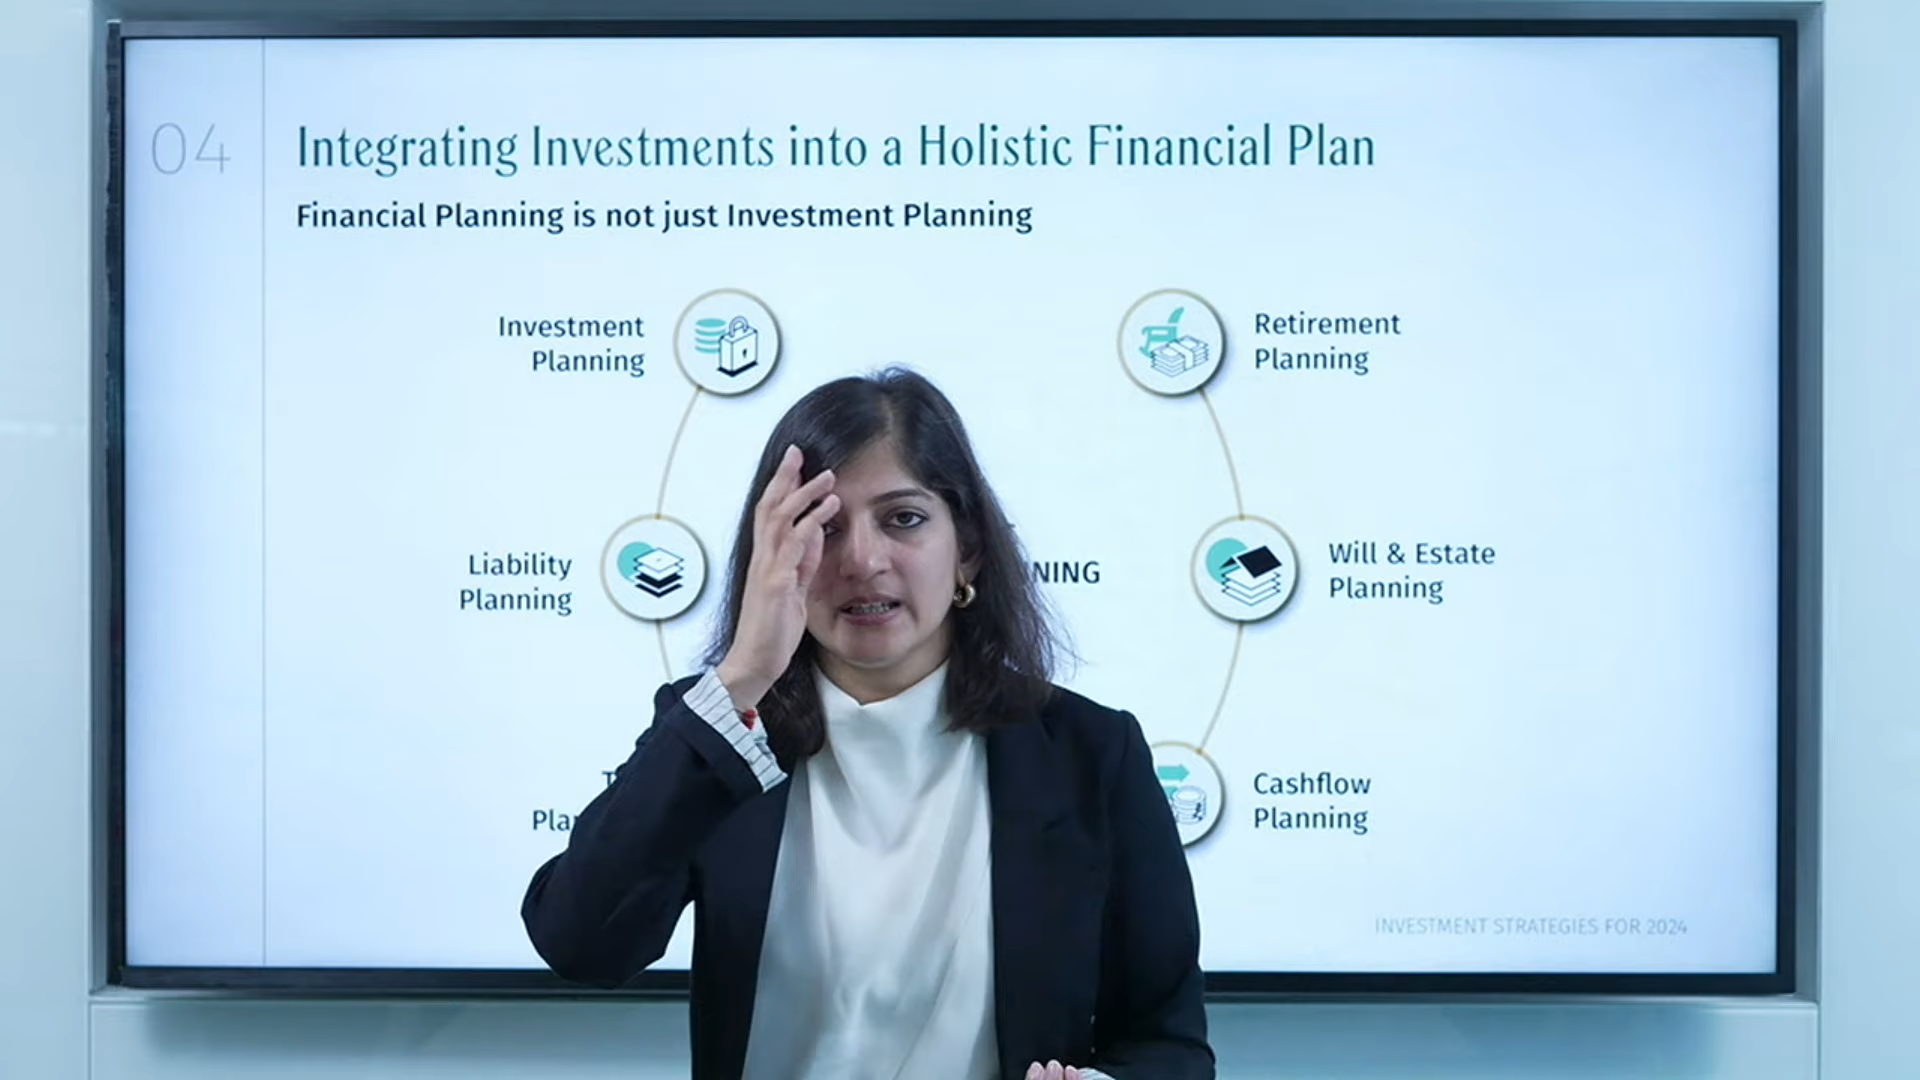 04
Integrating Investments into a Holistic Financial Plan
Financial Planning is not just Investment Planning
Investment
Planning
Retirement
Planning
Liability
Planning
Will & Estate
Planning
Cashflow
Planning
INVESTMENT STRATEGIES FOR 2024